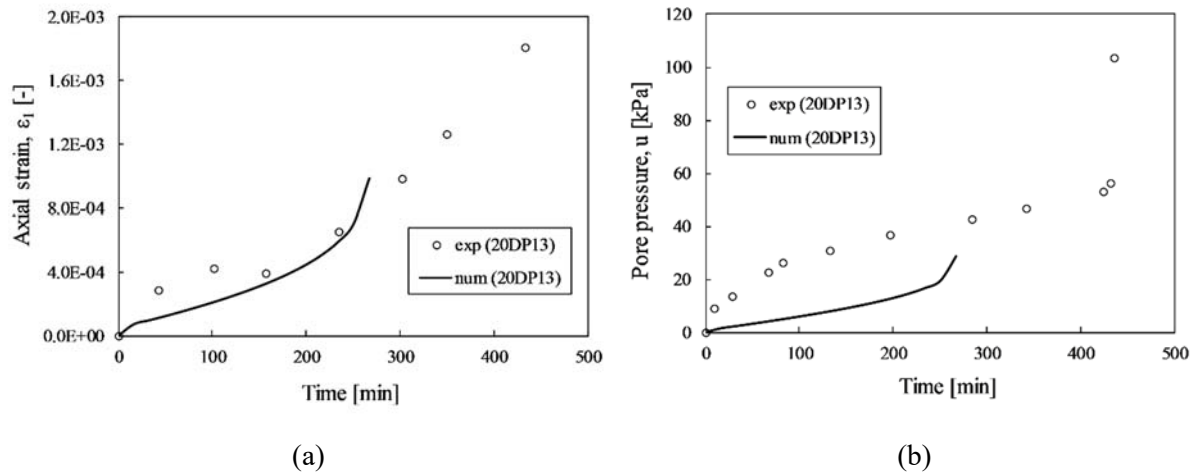 2.0E-03
1.6E-03
1.2E-03
8.0E-04
4.0E-04
0.0E+00
Axial strain, ε1 [-]
exp (20DP13)
num (20DP13)
0 100 200 300 400 500
Time [min]
(a)
120
100
80
60
40
20
0
Pore pressure, u [kPa]
exp (20DP13)
num (20DP13)
0 100 200 300 400 500
Time [min]
(b)